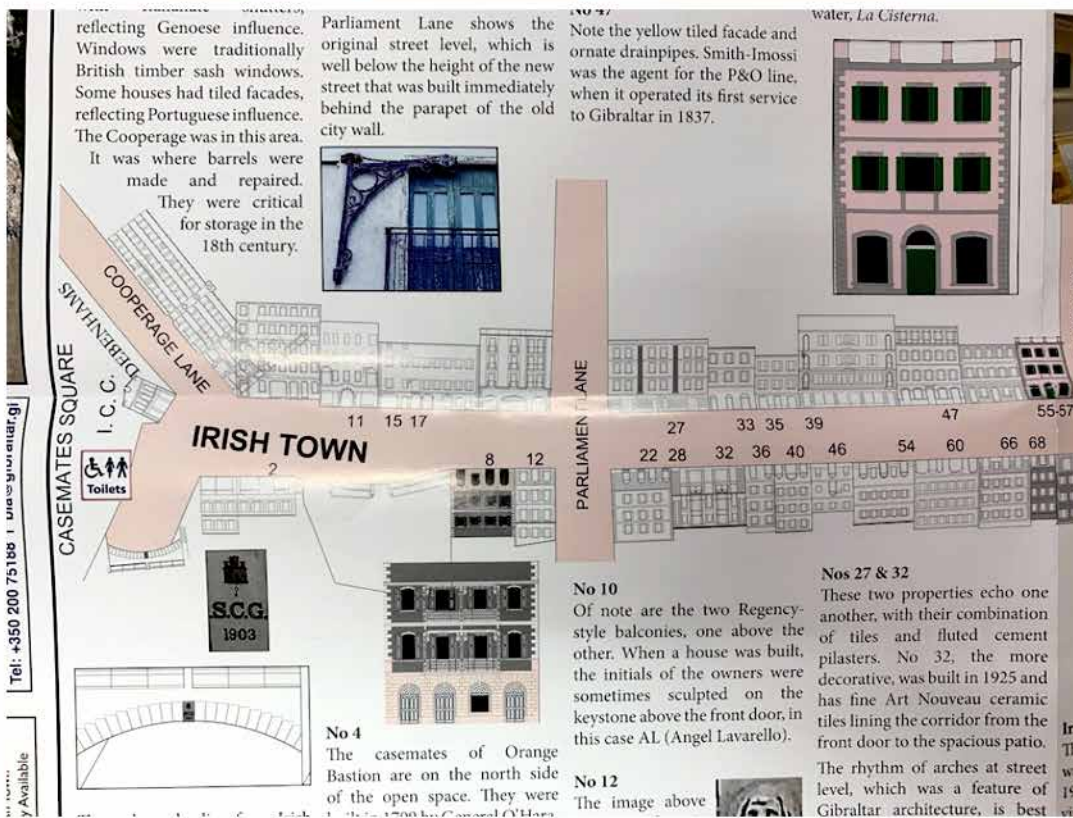 reflecting Genoese influence.
Windows were traditionally
British timber sash windows.
Some houses had tiled facades,
reflecting Portuguese influence.
The Cooperage was in this area.
It was where barrels were
made and repaired.
They were critical
for storage in the
18th century.
Parliament Lane shows the
original street level, which is
well below the height of the new
street that was built immediately
behind the parapet of the old
city wall.
No 47
Note the yellow tiled facade and
ornate drainpipes. Smith-Imossi
was the agent for the P&O line,
when it operated its first service
to Gibraltar in 1837.
water, La Cisterna.
COOPERAGE LANE
DEBENHAMS
I. C. C.
CASEMATES SQUARE
Toilets
IRISH TOWN
PARLIAMENT LANE
11 15 17 27 33 35 39 47 55-57
2 8 12 22 28 32 36 40 46 54 60 66 68
S.C.G.
1903
No 4
The casemates of Orange
Bastion are on the north side
of the open space. They were
built in 1709 by General O'Hara
No 10
Of note are the two Regency-
style balconies, one above the
other. When a house was built,
the initials of the owners were
sometimes sculpted on the
keystone above the front door, in
this case AL (Angel Lavarello).
No 12
The image above
Nos 27 & 32
These two properties echo one
another, with their combination
of tiles and fluted cement
pilasters. No 32, the more
decorative, was built in 1925 and
has fine Art Nouveau ceramic
tiles lining the corridor from the
front door to the spacious patio.
The rhythm of arches at street
level, which was a feature of
Gibraltar architecture, is best
Tel: +350 200 75188
Available